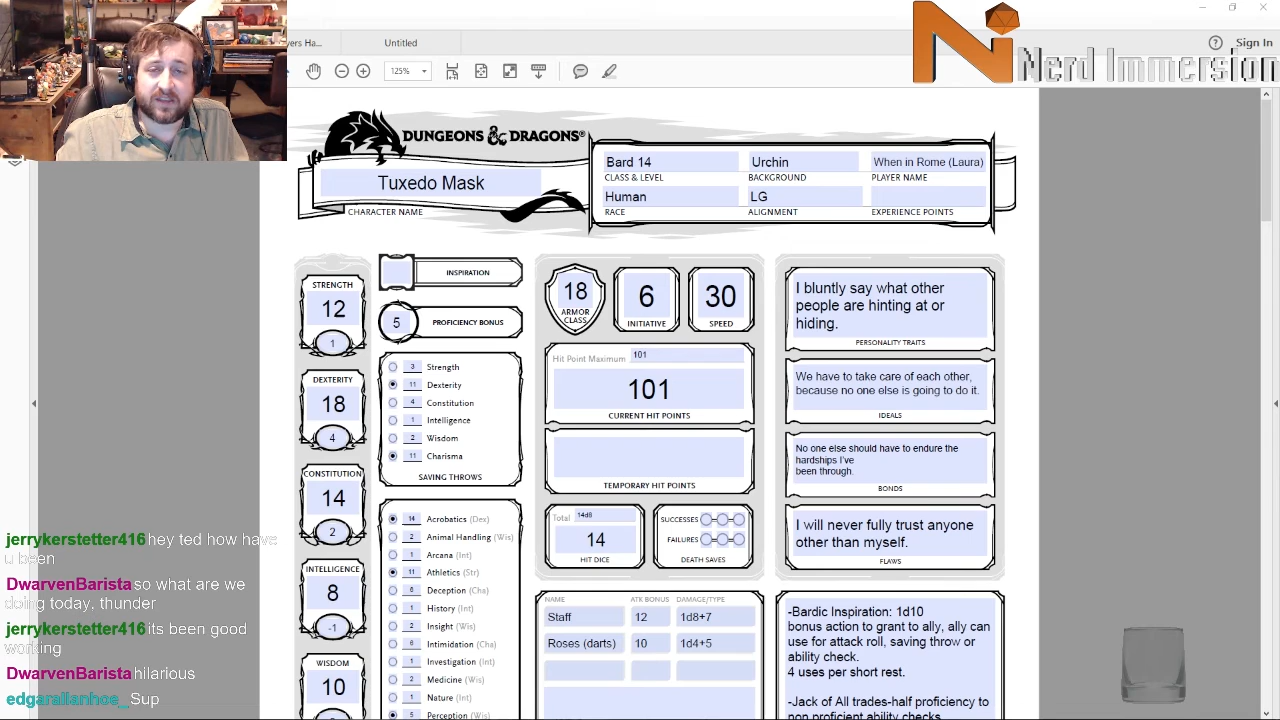 yers Ha...
Untitled
Sign In
125%
Nerd Immersion
DUNGEONS & DRAGONS®
Tuxedo Mask
CHARACTER NAME
Bard 14 Urchin When in Rome (Laura)
CLASS & LEVEL BACKGROUND PLAYER NAME
Human LG
RACE ALIGNMENT EXPERIENCE POINTS
STRENGTH
12
1
DEXTERITY
18
4
CONSTITUTION
14
2
INTELLIGENCE
8
-1
WISDOM
10
INSPIRATION
5 PROFICIENCY BONUS
3 Strength
11 Dexterity
4 Constitution
1 Intelligence
2 Wisdom
11 Charisma
SAVING THROWS
14 Acrobatics (Dex)
2 Animal Handling (Wis)
1 Arcana (Int)
11 Athletics (Str)
6 Deception (Cha)
1 History (Int)
2 Insight (Wis)
6 Intimidation (Cha)
1 Investigation (Int)
2 Medicine (Wis)
1 Nature (Int)
5 Perception (Wis)
18
ARMOR
CLASS
6
INITIATIVE
30
SPEED
Hit Point Maximum 101
101
CURRENT HIT POINTS
TEMPORARY HIT POINTS
Total 14d8
14
HIT DICE
SUCCESSES
FAILURES
DEATH SAVES
NAME ATK BONUS DAMAGE/TYPE
Staff 12 1d8+7
Roses (darts) 10 1d4+5
I bluntly say what other
people are hinting at or
hiding.
PERSONALITY TRAITS
We have to take care of each other,
because no one else is going to do it.
IDEALS
No one else should have to endure the
hardships I've
been through.
BONDS
I will never fully trust anyone
other than myself.
FLAWS
-Bardic Inspiration: 1d10
bonus action to grant to ally, ally can
use for attack roll, saving throw or
ability check.
4 uses per short rest.
-Jack of All trades-half proficiency to
non proficient ability checks
jerrykerstetter416 hey ted how have
u been
DwarvenBarista so what are we
doing today, thunder
jerrykerstetter416 its been good
working
DwarvenBarista hilarious
edgarallanhoe_ Sup